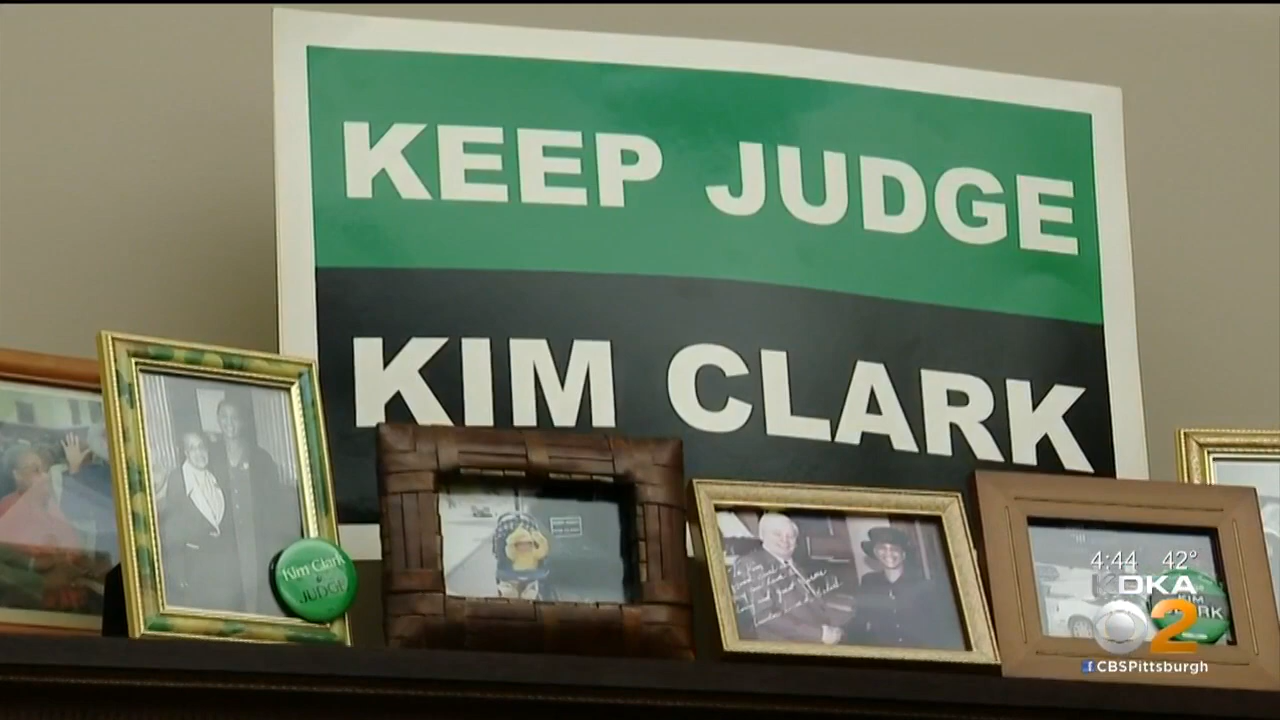 KEEP JUDGE
KIM CLARK
Kim Clark
JUDGE
4:44 42°
KDKA
2
CBSPittsburgh